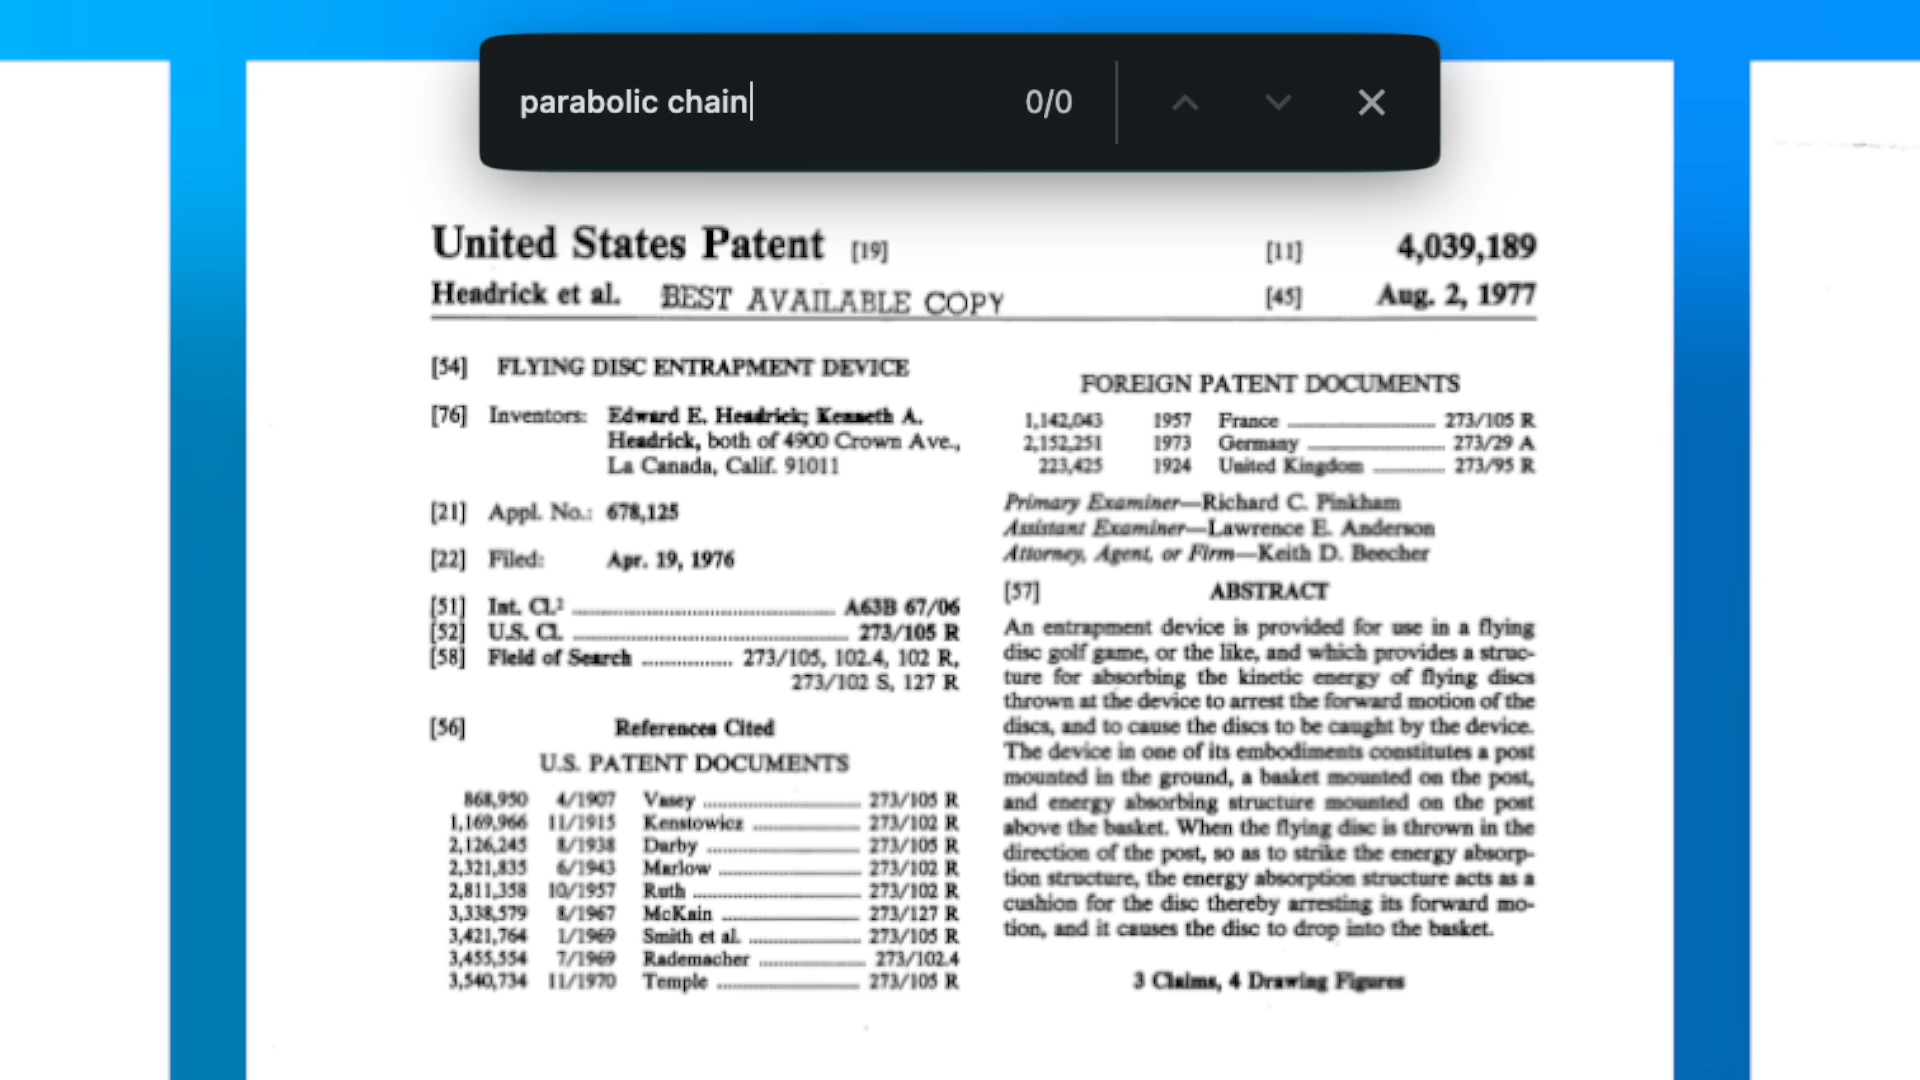 parabolic chain 0/0
United States Patent [19] [11] 4,039,189
Headrick et al. BEST AVAILABLE COPY [45] Aug. 2, 1977
[54] FLYING DISC ENTRAPMENT DEVICE
[76] Inventors: Edward E. Headrick; Kenneth A.
Headrick, both of 4900 Crown Ave.,
La Canada, Calif. 91011
[21] Appl. No.: 678,125
[22] Filed: Apr. 19, 1976
[51] Int. Cl.² ........ A63B 67/06
[52] U.S. Cl. ........ 273/105 R
[58] Field of Search ........ 273/105, 102.4, 102 R,
273/102 S, 127 R
[56] References Cited
U.S. PATENT DOCUMENTS
868,950 4/1907 Vasey ........ 273/105 R
1,169,966 11/1915 Kenstowicz ........ 273/102 R
2,126,245 8/1938 Darby ........ 273/105 R
2,321,835 6/1943 Marlow ........ 273/102 R
2,811,358 10/1957 Ruth ........ 273/102 R
3,338,579 8/1967 McKain ........ 273/127 R
3,421,764 1/1969 Smith et al. ........ 273/105 R
3,455,554 7/1969 Rademacher ........ 273/102.4
3,540,734 11/1970 Temple ........ 273/105 R
FOREIGN PATENT DOCUMENTS
1,142,043 1957 France ........ 273/105 R
2,152,251 1973 Germany ........ 273/29 A
223,425 1924 United Kingdom ........ 273/95 R
Primary Examiner—Richard C. Pinkham
Assistant Examiner—Lawrence E. Anderson
Attorney, Agent, or Firm—Keith D. Beecher
[57] ABSTRACT
An entrapment device is provided for use in a flying
disc golf game, or the like, and which provides a struc-
ture for absorbing the kinetic energy of flying discs
thrown at the device to arrest the forward motion of the
discs, and to cause the discs to be caught by the device.
The device in one of its embodiments constitutes a post
mounted in the ground, a basket mounted on the post,
and energy absorbing structure mounted on the post
above the basket. When the flying disc is thrown in the
direction of the post, so as to strike the energy absorp-
tion structure, the energy absorption structure acts as a
cushion for the disc thereby arresting its forward mo-
tion, and it causes the disc to drop into the basket.
3 Claims, 4 Drawing Figures